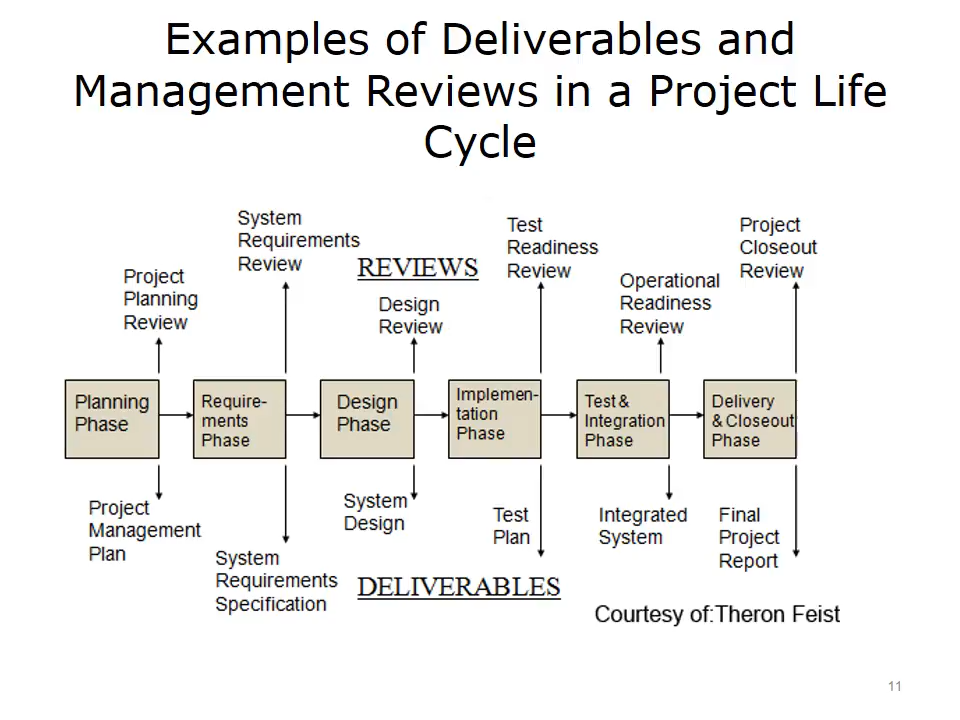 Examples of Deliverables and
Management Reviews in a Project Life
Cycle
System
Requirements
Review
Test
Readiness
Review
Project
Closeout
Review
REVIEWS
Project
Planning
Review
Design
Review
Operational
Readiness
Review
Planning
Phase
Require-
ments
Phase
Design
Phase
Implemen-
tation
Phase
Test &
Integration
Phase
Delivery
& Closeout
Phase
Project
Management
Plan
System
Requirements
Specification
System
Design
Test
Plan
Integrated
System
Final
Project
Report
DELIVERABLES
Courtesy of:Theron Feist
11